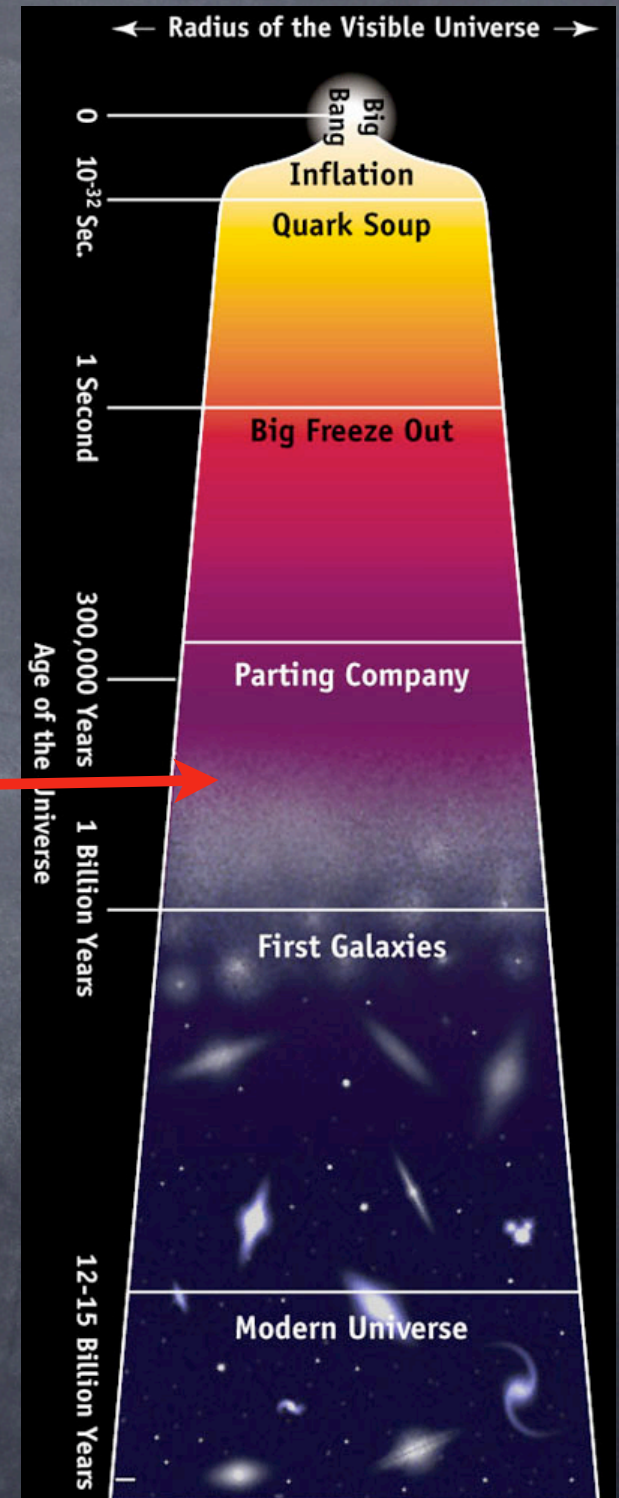 ← Radius of the Visible Universe →
Big
Bang
0
Inflation
10-32 Sec.
Quark Soup
1 Second
Big Freeze Out
300,000 Years
Parting Company
Age of the Universe
1 Billion Years
First Galaxies
12-15 Billion Years
Modern Universe